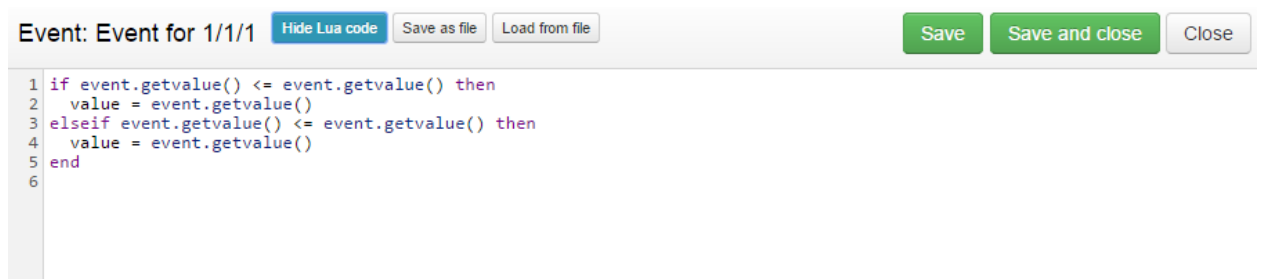 Event: Event for 1/1/1 Hide Lua code Save as file Load from file Save Save and close Close
1 if event.getvalue() <= event.getvalue() then
2   value = event.getvalue()
3 elseif event.getvalue() <= event.getvalue() then
4   value = event.getvalue()
5 end
6